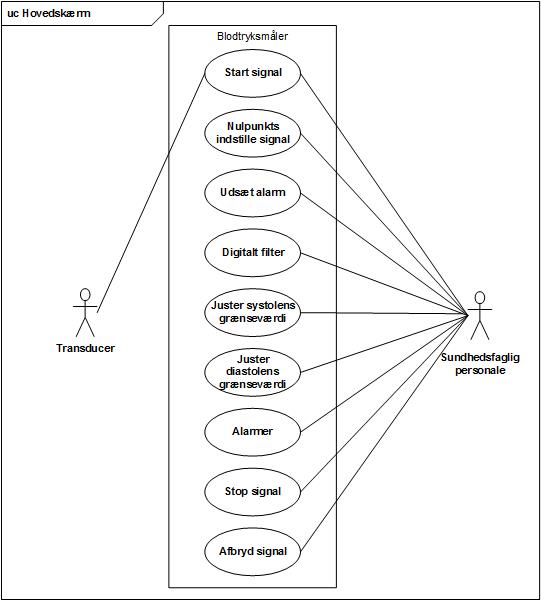 uc Hovedskærm
Blodtryksmåler
Start signal
Nulpunkts
indstille signal
Udsæt alarm
Digitalt filter
Juster systolens
grænseværdi
Juster
diastolens
grænseværdi
Alarmer
Stop signal
Afbryd signal
Transducer
Sundhedsfaglig
personale